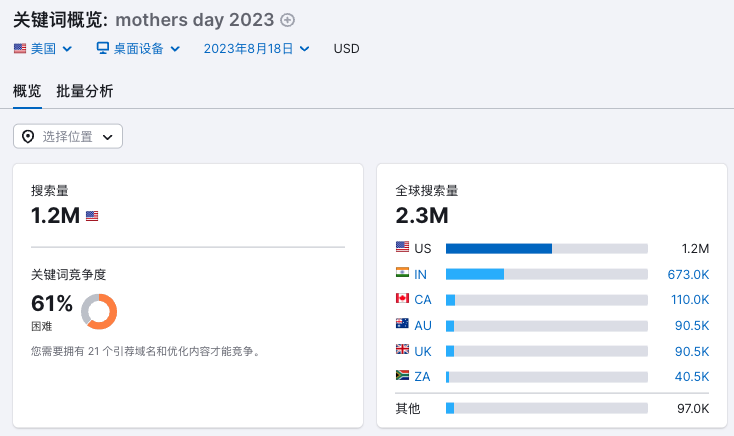 关键词概览: mothers day 2023
美国 桌面设备 2023年8月18日 USD
概览 批量分析
选择位置
搜索量
1.2M
关键词竞争度
61%
困难
您需要拥有 21 个引荐域名和优化内容才能竞争。
全球搜索量
2.3M
US 1.2M
IN 673.0K
CA 110.0K
AU 90.5K
UK 90.5K
ZA 40.5K
其他 97.0K